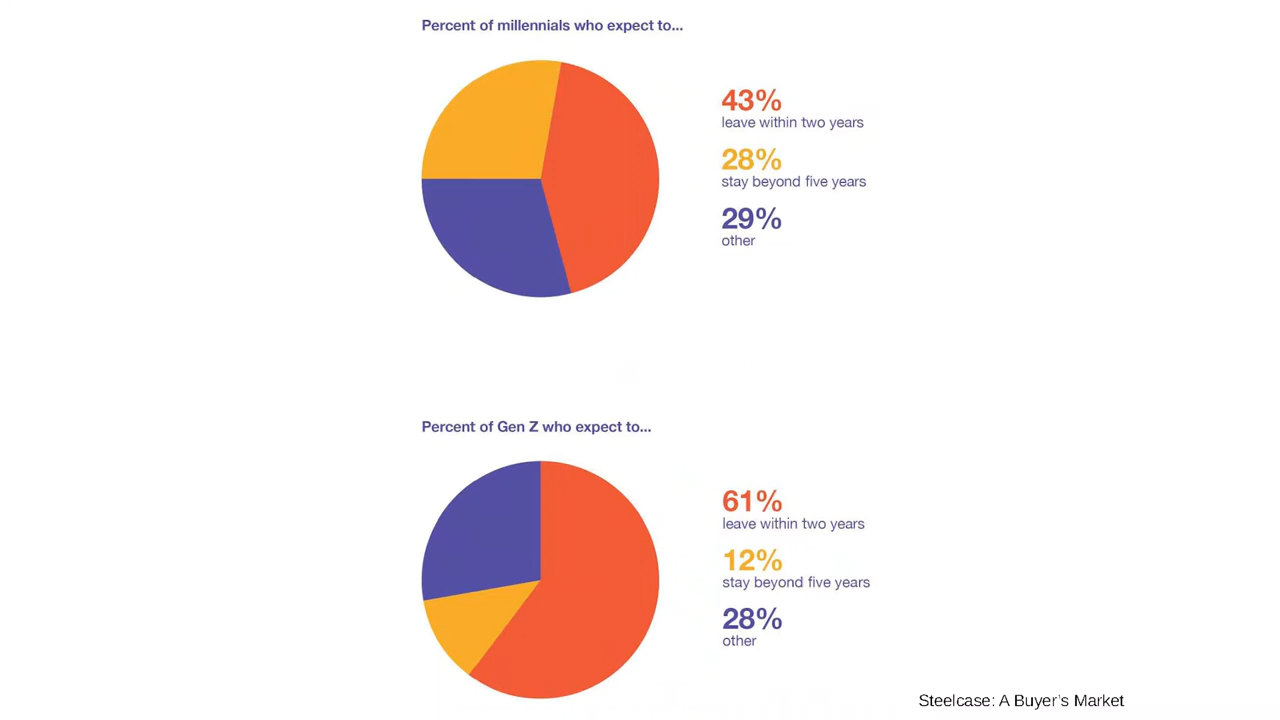 Percent of millennials who expect to...
43%
leave within two years
28%
stay beyond five years
29%
other
Percent of Gen Z who expect to...
61%
leave within two years
12%
stay beyond five years
28%
other
Steelcase: A Buyer's Market